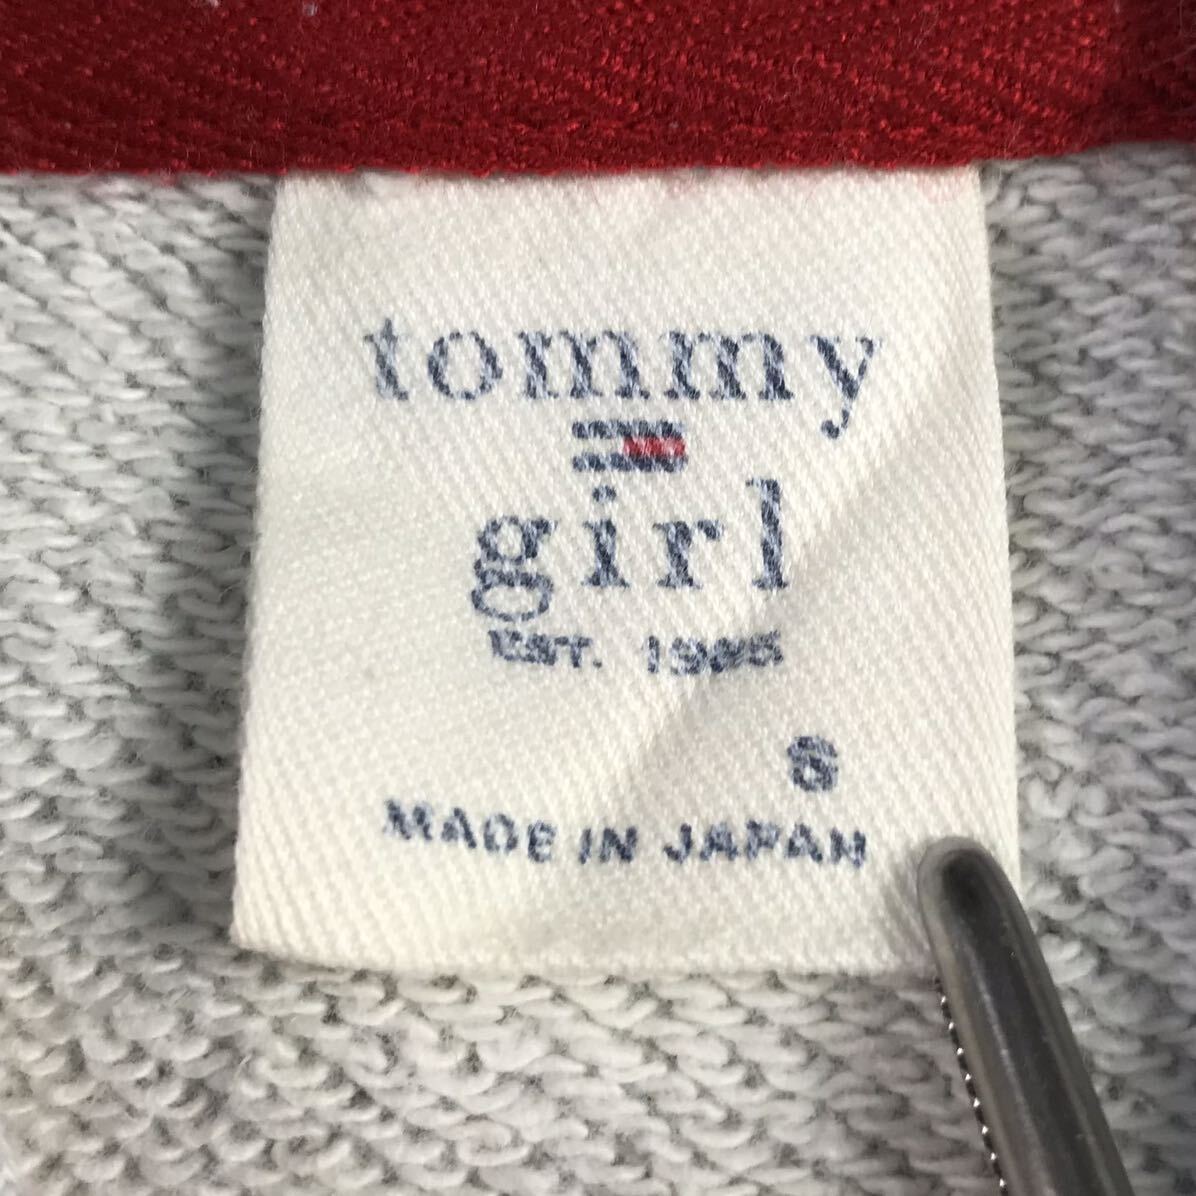 tommy
girl
EST. 1985
S
MADE IN JAPAN